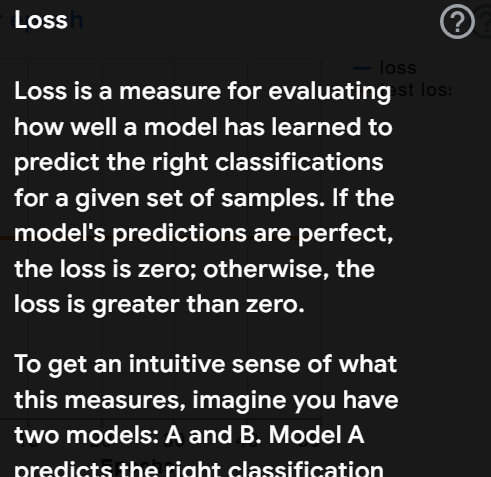 Loss
loss
Loss is a measure for evaluating
how well a model has learned to
predict the right classifications
for a given set of samples. If the
model's predictions are perfect,
the loss is zero; otherwise, the
loss is greater than zero.
To get an intuitive sense of what
this measures, imagine you have
two models: A and B. Model A
predicts the right classification